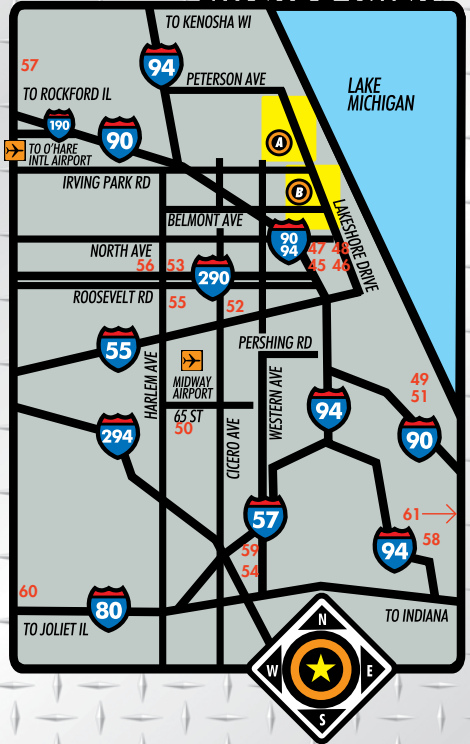 TO KENOSHA WI
57
94
PETERSON AVE
LAKE
MICHIGAN
TO ROCKFORD IL
190
90
A
TO O'HARE
INTL AIRPORT
IRVING PARK RD
B
BELMONT AVE
LAKESHORE DRIVE
NORTH AVE
90
94
47 48
45 46
56 53
290
ROOSEVELT RD
55
52
55
HARLEM AVE
MIDWAY
AIRPORT
PERSHING RD
WESTERN AVE
65 ST
50
CICERO AVE
94
49
51
90
294
57
61
58
94
59
54
60
80
TO JOLIET IL
TO INDIANA
N
W
E
S